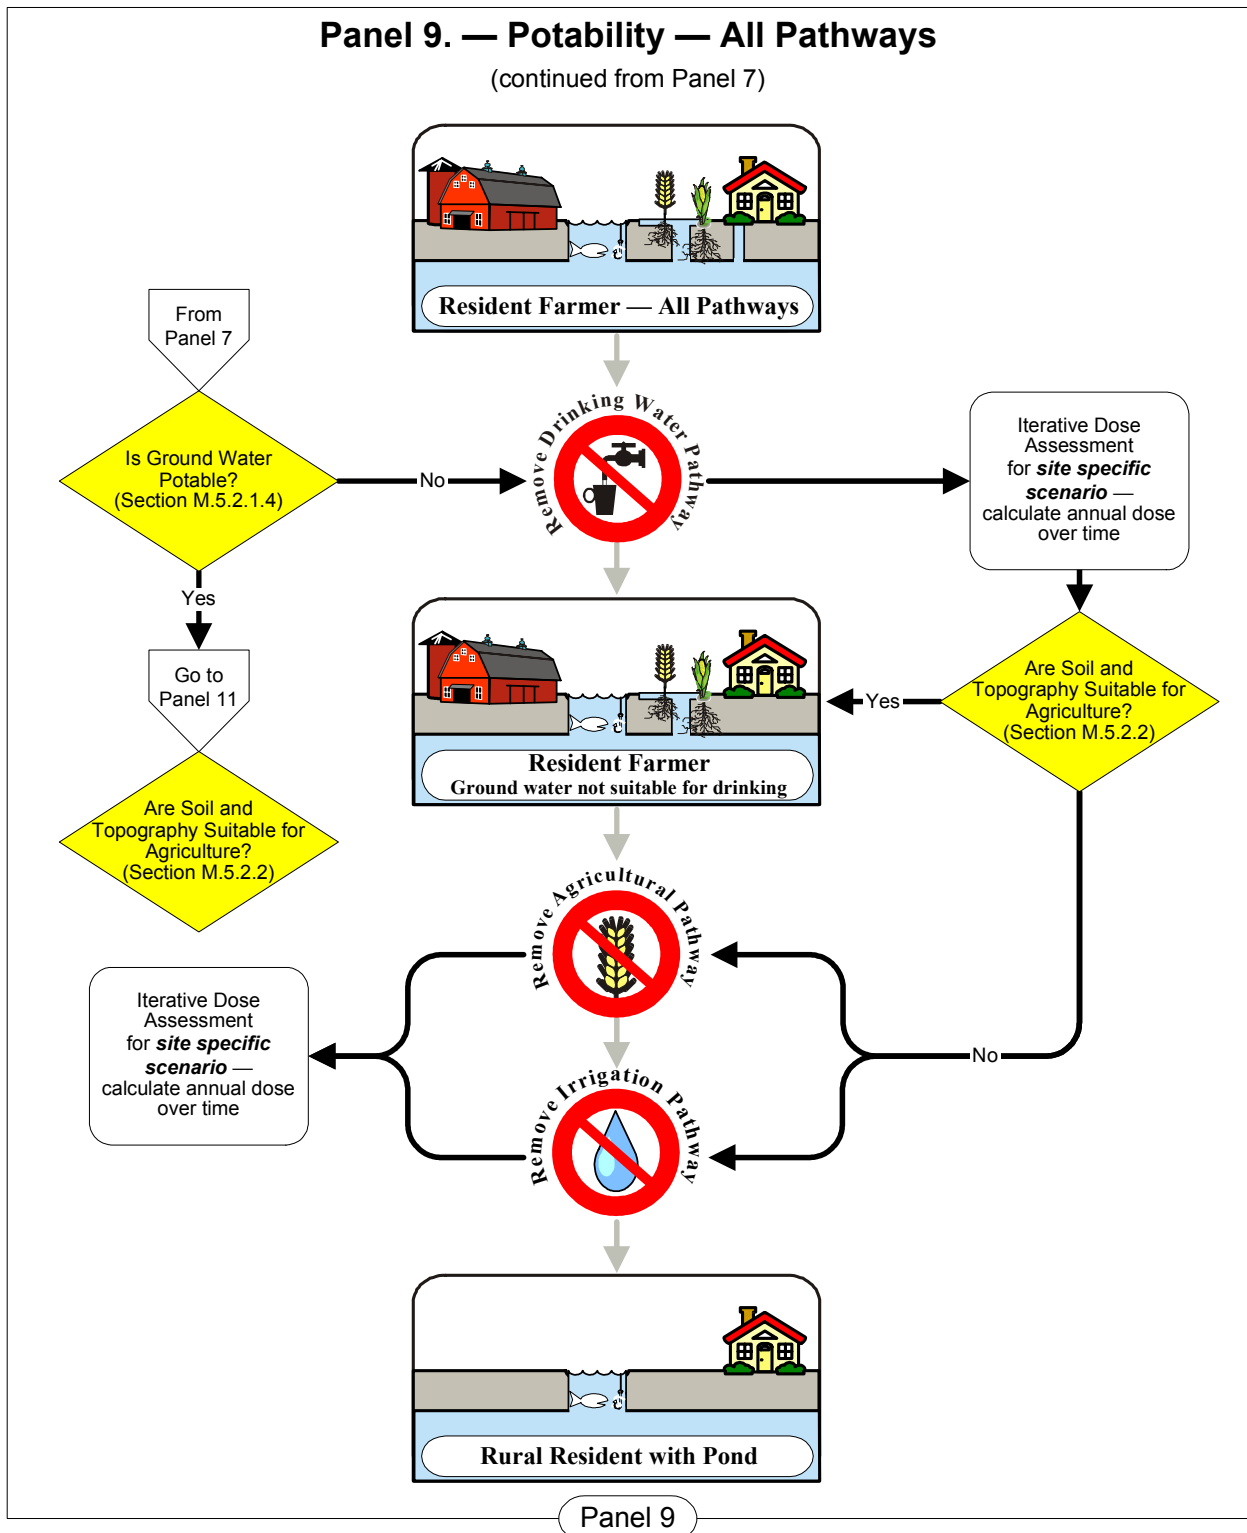 Panel 9. — Potability — All Pathways
(continued from Panel 7)
Resident Farmer — All Pathways
From
Panel 7
Is Ground Water
Potable?
(Section M.5.2.1.4)
No
Remove Drinking Water Pathway
Iterative Dose
Assessment
for site specific
scenario —
calculate annual dose
over time
Yes
Go to
Panel 11
Are Soil and
Topography Suitable for
Agriculture?
(Section M.5.2.2)
Yes
Are Soil and
Topography Suitable for
Agriculture?
(Section M.5.2.2)
Resident Farmer
Ground water not suitable for drinking
Remove Agricultural Pathway
Iterative Dose
Assessment
for site specific
scenario —
calculate annual dose
over time
No
Remove Irrigation Pathway
Rural Resident with Pond
Panel 9